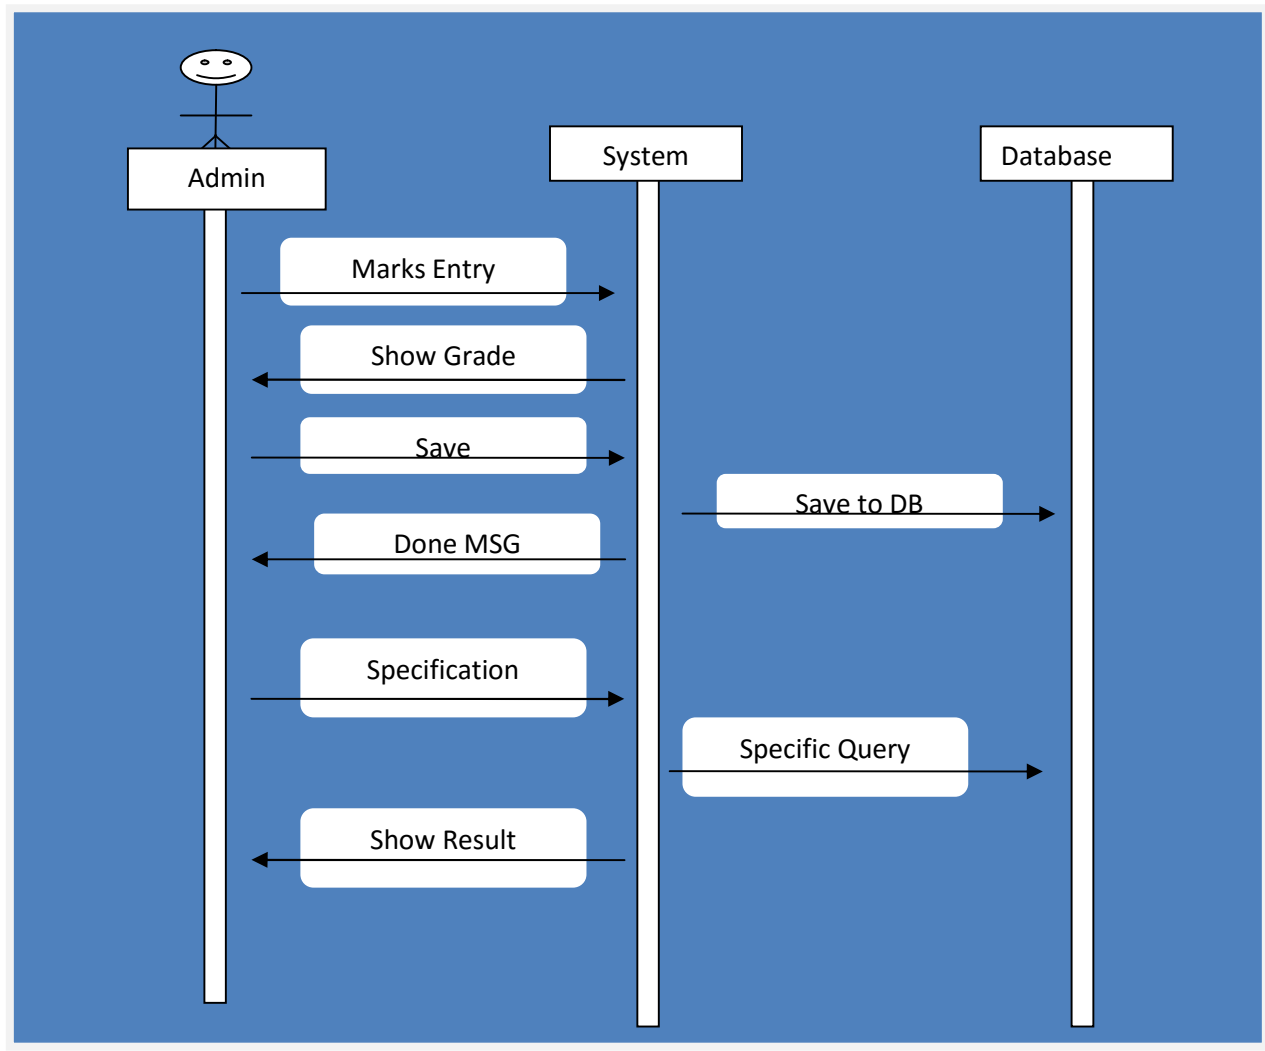 Admin
System
Database
Marks Entry
Show Grade
Save
Save to DB
Done MSG
Specification
Specific Query
Show Result